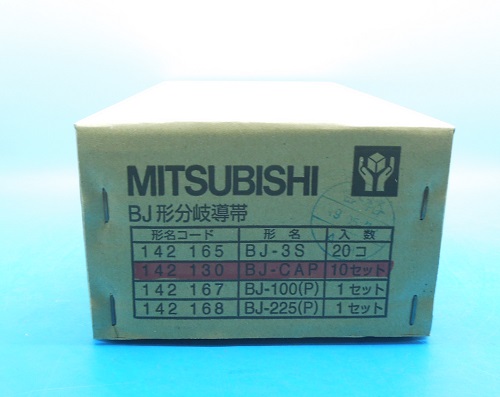 MITSUBISHI
BJ形分岐導帯
形名コード 形名 入数
142 165 BJ-3S 20コ
142 130 BJ-CAP 10セット
142 167 BJ-100(P) 1セット
142 168 BJ-225(P) 1セット